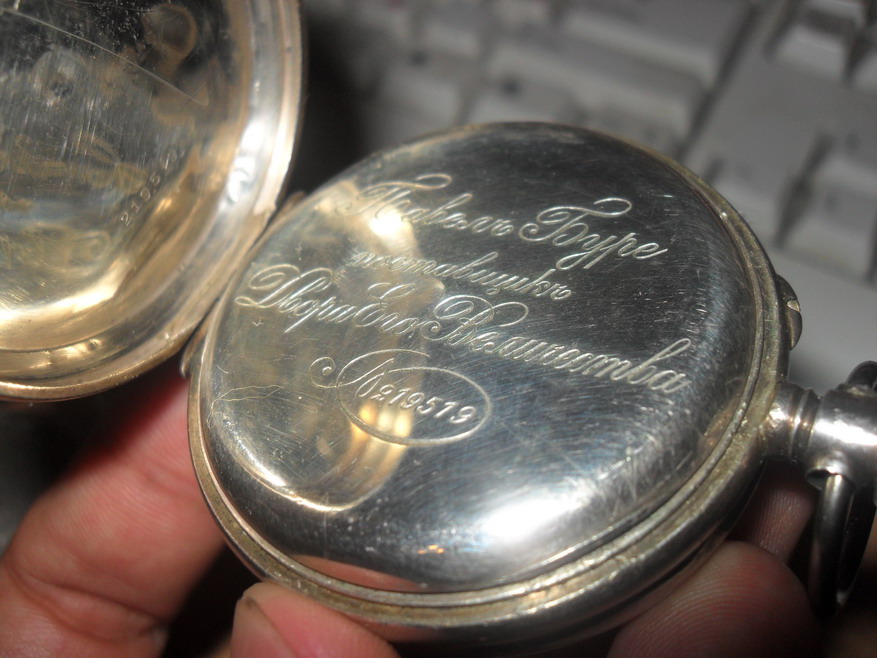 Павелъ Буре
поставщикъ
Двора Его Величества
№219519